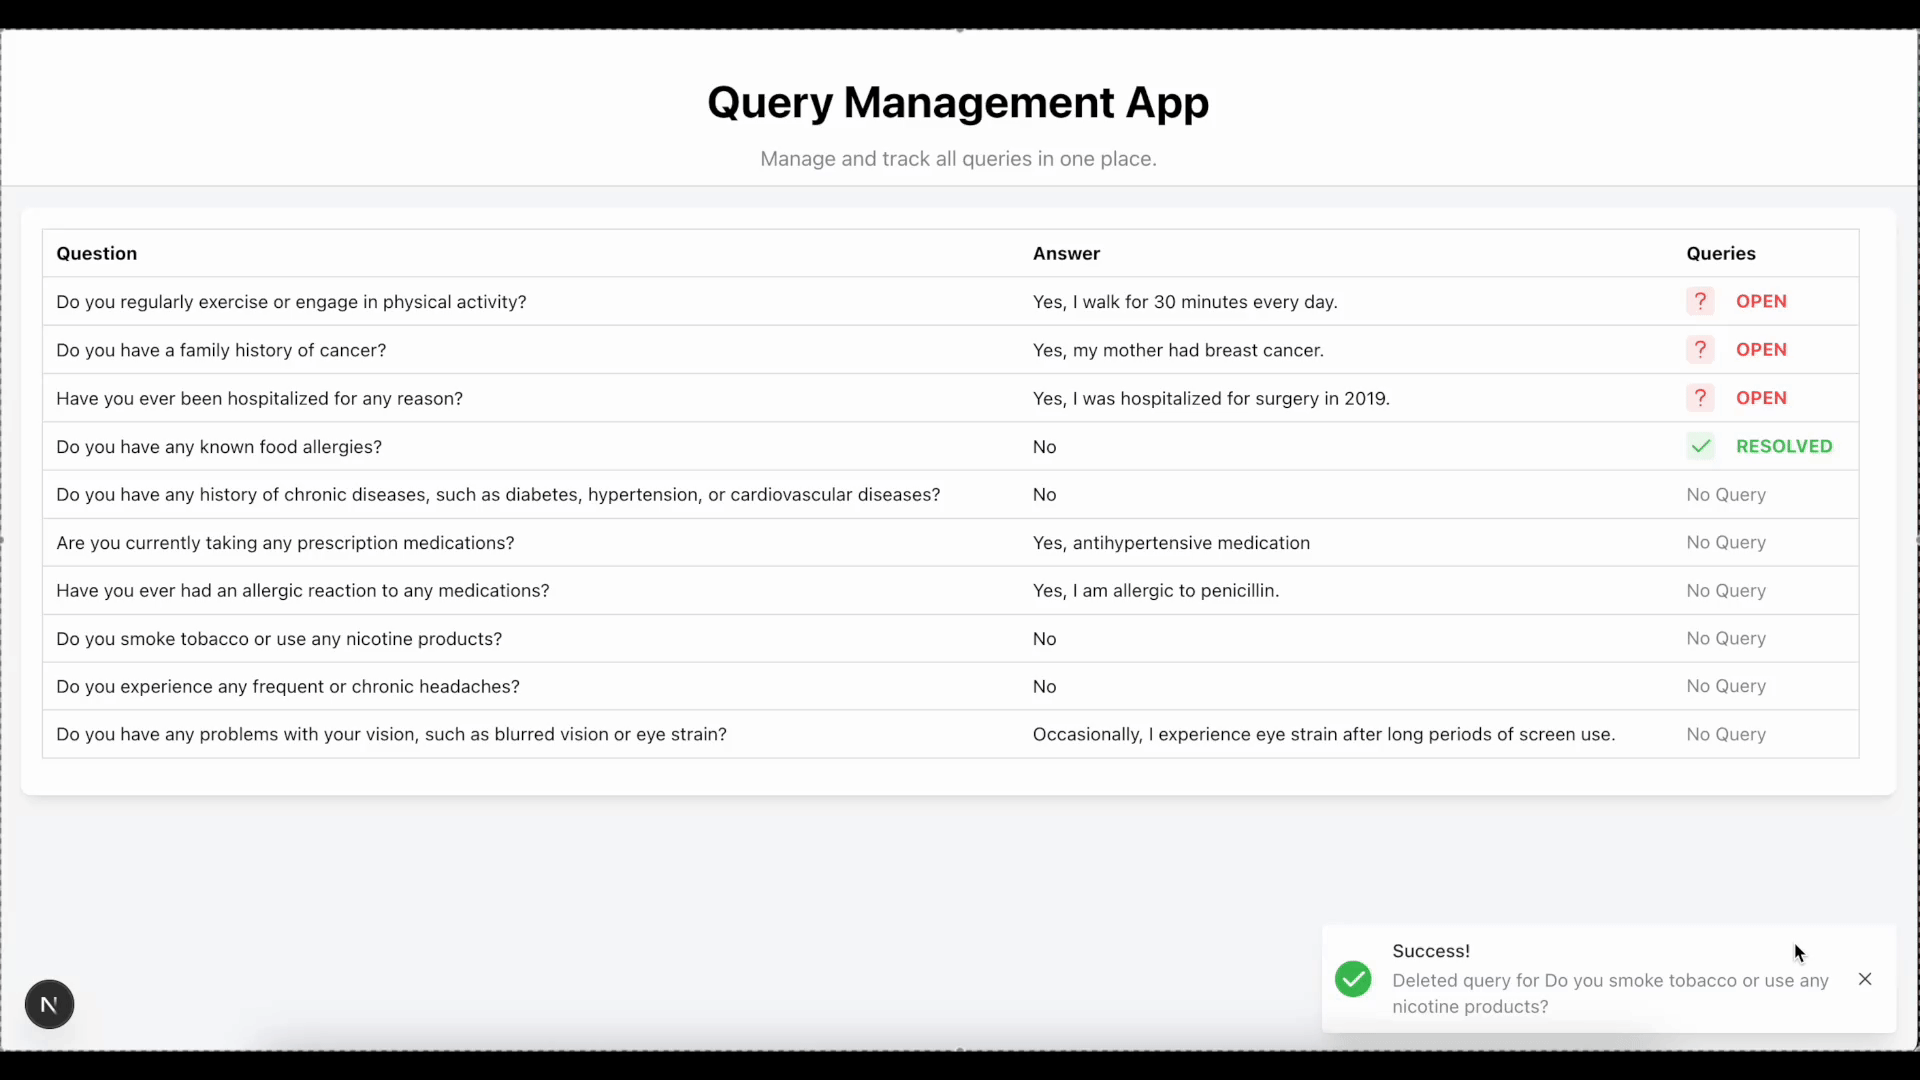 Query Management App
Manage and track all queries in one place.
Question Answer Queries
Do you regularly exercise or engage in physical activity? Yes, I walk for 30 minutes every day. ? OPEN
Do you have a family history of cancer? Yes, my mother had breast cancer. ? OPEN
Have you ever been hospitalized for any reason? Yes, I was hospitalized for surgery in 2019. ? OPEN
Do you have any known food allergies? No RESOLVED
Do you have any history of chronic diseases, such as diabetes, hypertension, or cardiovascular diseases? No No Query
Are you currently taking any prescription medications? Yes, antihypertensive medication No Query
Have you ever had an allergic reaction to any medications? Yes, I am allergic to penicillin. No Query
Do you smoke tobacco or use any nicotine products? No No Query
Do you experience any frequent or chronic headaches? No No Query
Do you have any problems with your vision, such as blurred vision or eye strain? Occasionally, I experience eye strain after long periods of screen use. No Query
Success!
Deleted query for Do you smoke tobacco or use any
nicotine products?
N